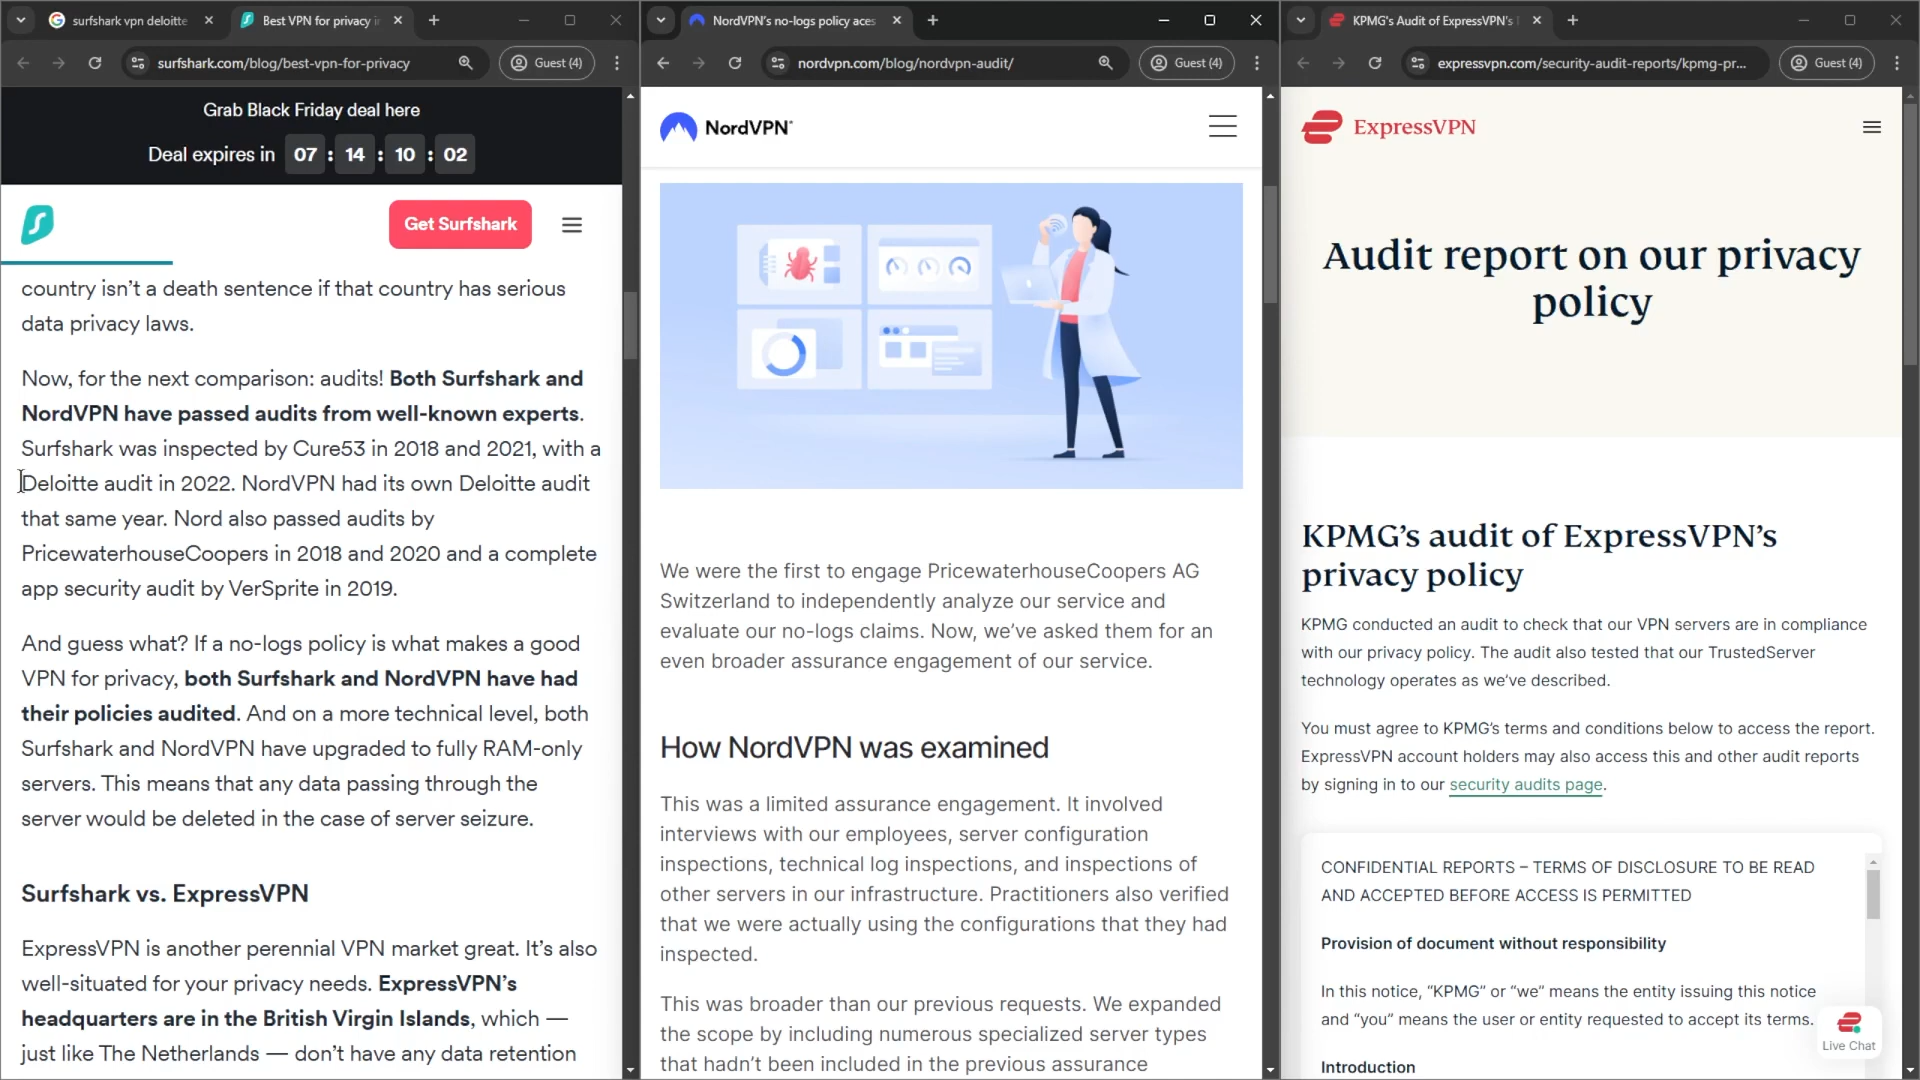 surfshark vpn deloitte
Best VPN for privacy in
surfshark.com/blog/best-vpn-for-privacy
Guest (4)
Grab Black Friday deal here
Deal expires in 07 : 14 : 10 : 02
Get Surfshark
country isn't a death sentence if that country has serious
data privacy laws.
Now, for the next comparison: audits! Both Surfshark and
NordVPN have passed audits from well-known experts.
Surfshark was inspected by Cure53 in 2018 and 2021, with a
Deloitte audit in 2022. NordVPN had its own Deloitte audit
that same year. Nord also passed audits by
PricewaterhouseCoopers in 2018 and 2020 and a complete
app security audit by VerSprite in 2019.
And guess what? If a no-logs policy is what makes a good
VPN for privacy, both Surfshark and NordVPN have had
their policies audited. And on a more technical level, both
Surfshark and NordVPN have upgraded to fully RAM-only
servers. This means that any data passing through the
server would be deleted in the case of server seizure.
Surfshark vs. ExpressVPN
ExpressVPN is another perennial VPN market great. It's also
well-situated for your privacy needs. ExpressVPN's
headquarters are in the British Virgin Islands, which —
just like The Netherlands — don't have any data retention
NordVPN's no-logs policy aces
nordvpn.com/blog/nordvpn-audit/
Guest (4)
NordVPN®
We were the first to engage PricewaterhouseCoopers AG
Switzerland to independently analyze our service and
evaluate our no-logs claims. Now, we've asked them for an
even broader assurance engagement of our service.
How NordVPN was examined
This was a limited assurance engagement. It involved
interviews with our employees, server configuration
inspections, technical log inspections, and inspections of
other servers in our infrastructure. Practitioners also verified
that we were actually using the configurations that they had
inspected.
This was broader than our previous requests. We expanded
the scope by including numerous specialized server types
that hadn't been included in the previous assurance
KPMG's Audit of ExpressVPN's
expressvpn.com/security-audit-reports/kpmg-pr...
Guest (4)
ExpressVPN
Audit report on our privacy
policy
KPMG's audit of ExpressVPN's
privacy policy
KPMG conducted an audit to check that our VPN servers are in compliance
with our privacy policy. The audit also tested that our TrustedServer
technology operates as we've described.
You must agree to KPMG's terms and conditions below to access the report.
ExpressVPN account holders may also access this and other audit reports
by signing in to our security audits page.
CONFIDENTIAL REPORTS – TERMS OF DISCLOSURE TO BE READ
AND ACCEPTED BEFORE ACCESS IS PERMITTED
Provision of document without responsibility
In this notice, “KPMG” or “we” means the entity issuing this notice
and “you” means the user or entity requested to accept its terms.
Introduction
Live Chat